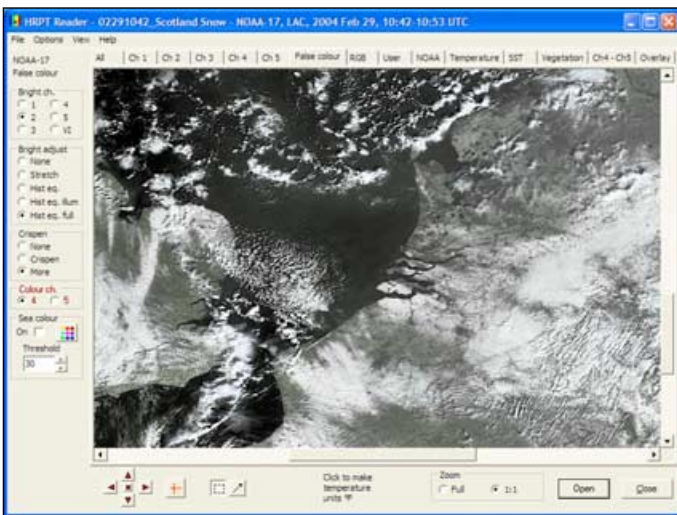 HRPT Reader - 02291042_Scotland Snow - NOAA-17, LAC, 2004 Feb 29, 10:42-10:53 UTC
File Options View Help
NOAA-17
False colour
All Ch 1 Ch 2 Ch 3 Ch 4 Ch 5 False colour RGB User NOAA Temperature SST Vegetation Ch4 - Ch5 Overlay
Bright ch.
1 4
2 5
3 VI
Bright adjust
None
Stretch
Hist eq.
Hist eq. illum
Hist eq. full
Crispen
None
Crispen
More
Colour ch.
4 5
Sea colour
On
Threshold
30
Click to make
temperature
units °F
Zoom
Full 1:1
Open
Close